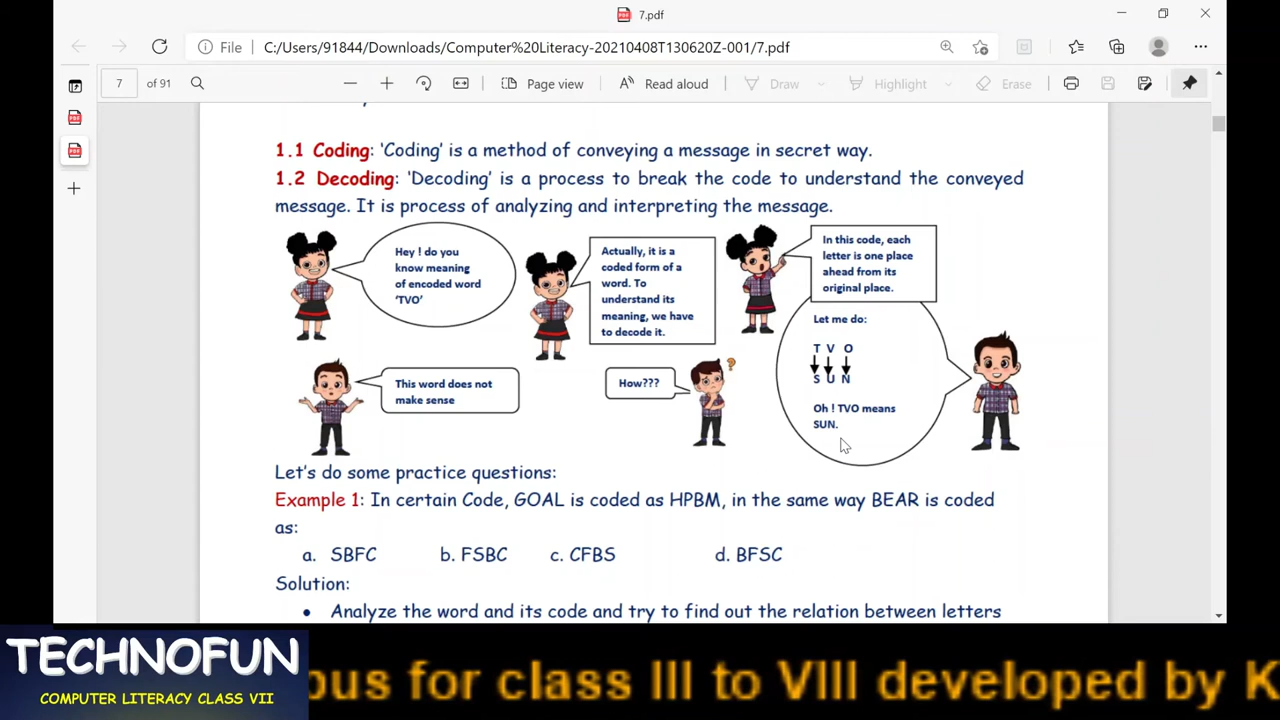 7.pdf
File C:/Users/91844/Downloads/Computer%20Literacy-20210408T130620Z-001/7.pdf
7 of 91 Page view Read aloud Draw Highlight Erase
1.1 Coding: ‘Coding’ is a method of conveying a message in secret way.
1.2 Decoding: ‘Decoding’ is a process to break the code to understand the conveyed
message. It is process of analyzing and interpreting the message.
Hey ! do you
know meaning
of encoded word
‘TVO’
Actually, it is a
coded form of a
word. To
understand its
meaning, we have
to decode it.
In this code, each
letter is one place
ahead from its
original place.
This word does not
make sense
How???
Let me do:
T V O
S U N
Oh ! TVO means
SUN.
Let’s do some practice questions:
Example 1: In certain Code, GOAL is coded as HPBM, in the same way BEAR is coded
as:
a. SBFC b. FSBC c. CFBS d. BFSC
Solution:
• Analyze the word and its code and try to find out the relation between letters
TECHNOFUN
COMPUTER LITERACY CLASS VII
bus for class III to VIII developed by K